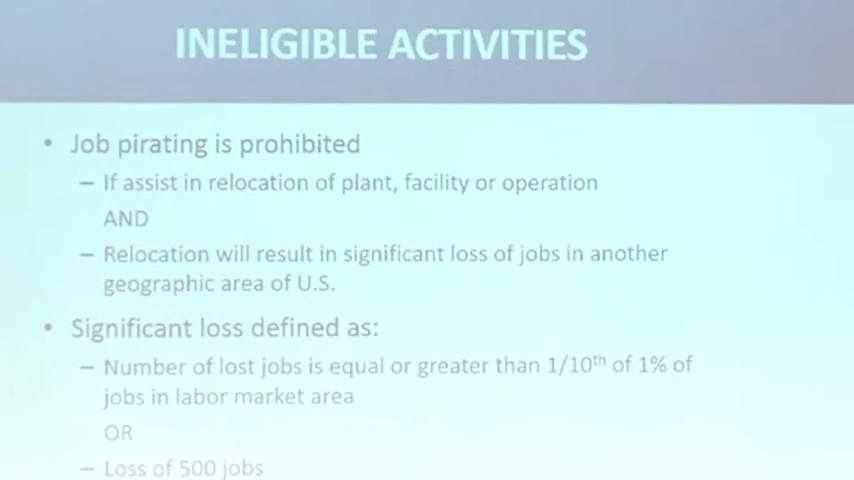 INELIGIBLE ACTIVITIES
• Job pirating is prohibited
– If assist in relocation of plant, facility or operation
AND
– Relocation will result in significant loss of jobs in another
geographic area of U.S.
• Significant loss defined as:
– Number of lost jobs is equal or greater than 1/10th of 1% of
jobs in labor market area
OR
– Loss of 500 jobs